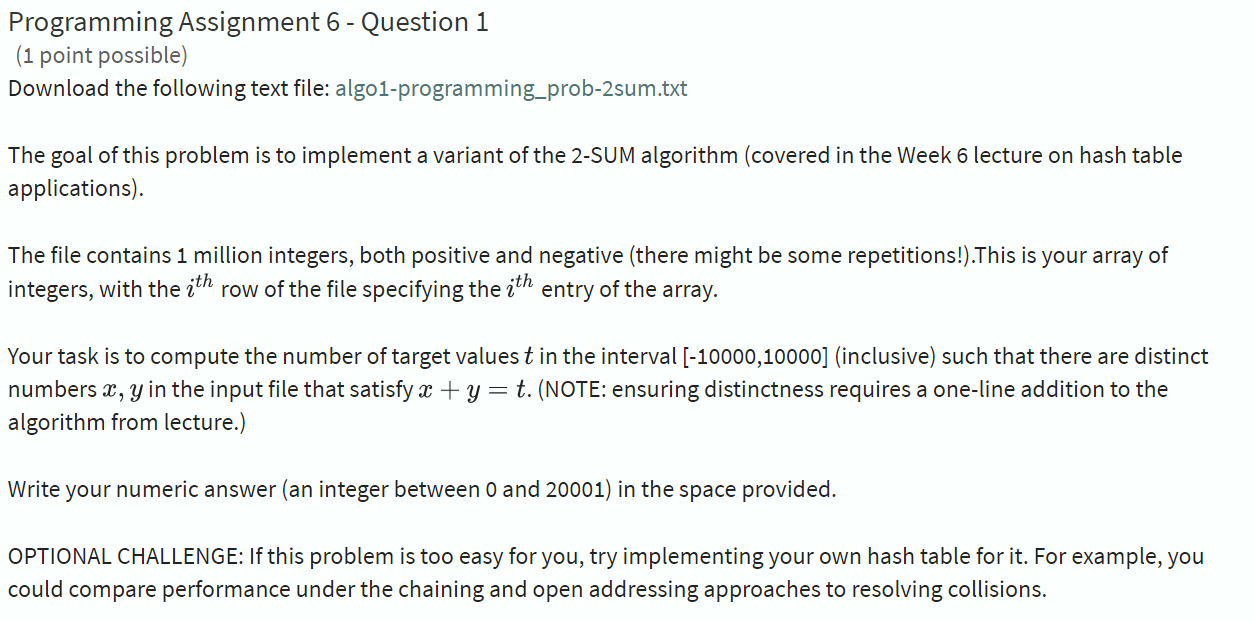 Programming Assignment 6 - Question 1
(1 point possible)
Download the following text file: algo1-programming_prob-2sum.txt
The goal of this problem is to implement a variant of the 2-SUM algorithm (covered in the Week 6 lecture on hash table
applications).
The file contains 1 million integers, both positive and negative (there might be some repetitions!).This is your array of
integers, with the i^th row of the file specifying the i^th entry of the array.
Your task is to compute the number of target values t in the interval [-10000,10000] (inclusive) such that there are distinct
numbers x, y in the input file that satisfy x + y = t. (NOTE: ensuring distinctness requires a one-line addition to the
algorithm from lecture.)
Write your numeric answer (an integer between 0 and 20001) in the space provided.
OPTIONAL CHALLENGE: If this problem is too easy for you, try implementing your own hash table for it. For example, you
could compare performance under the chaining and open addressing approaches to resolving collisions.